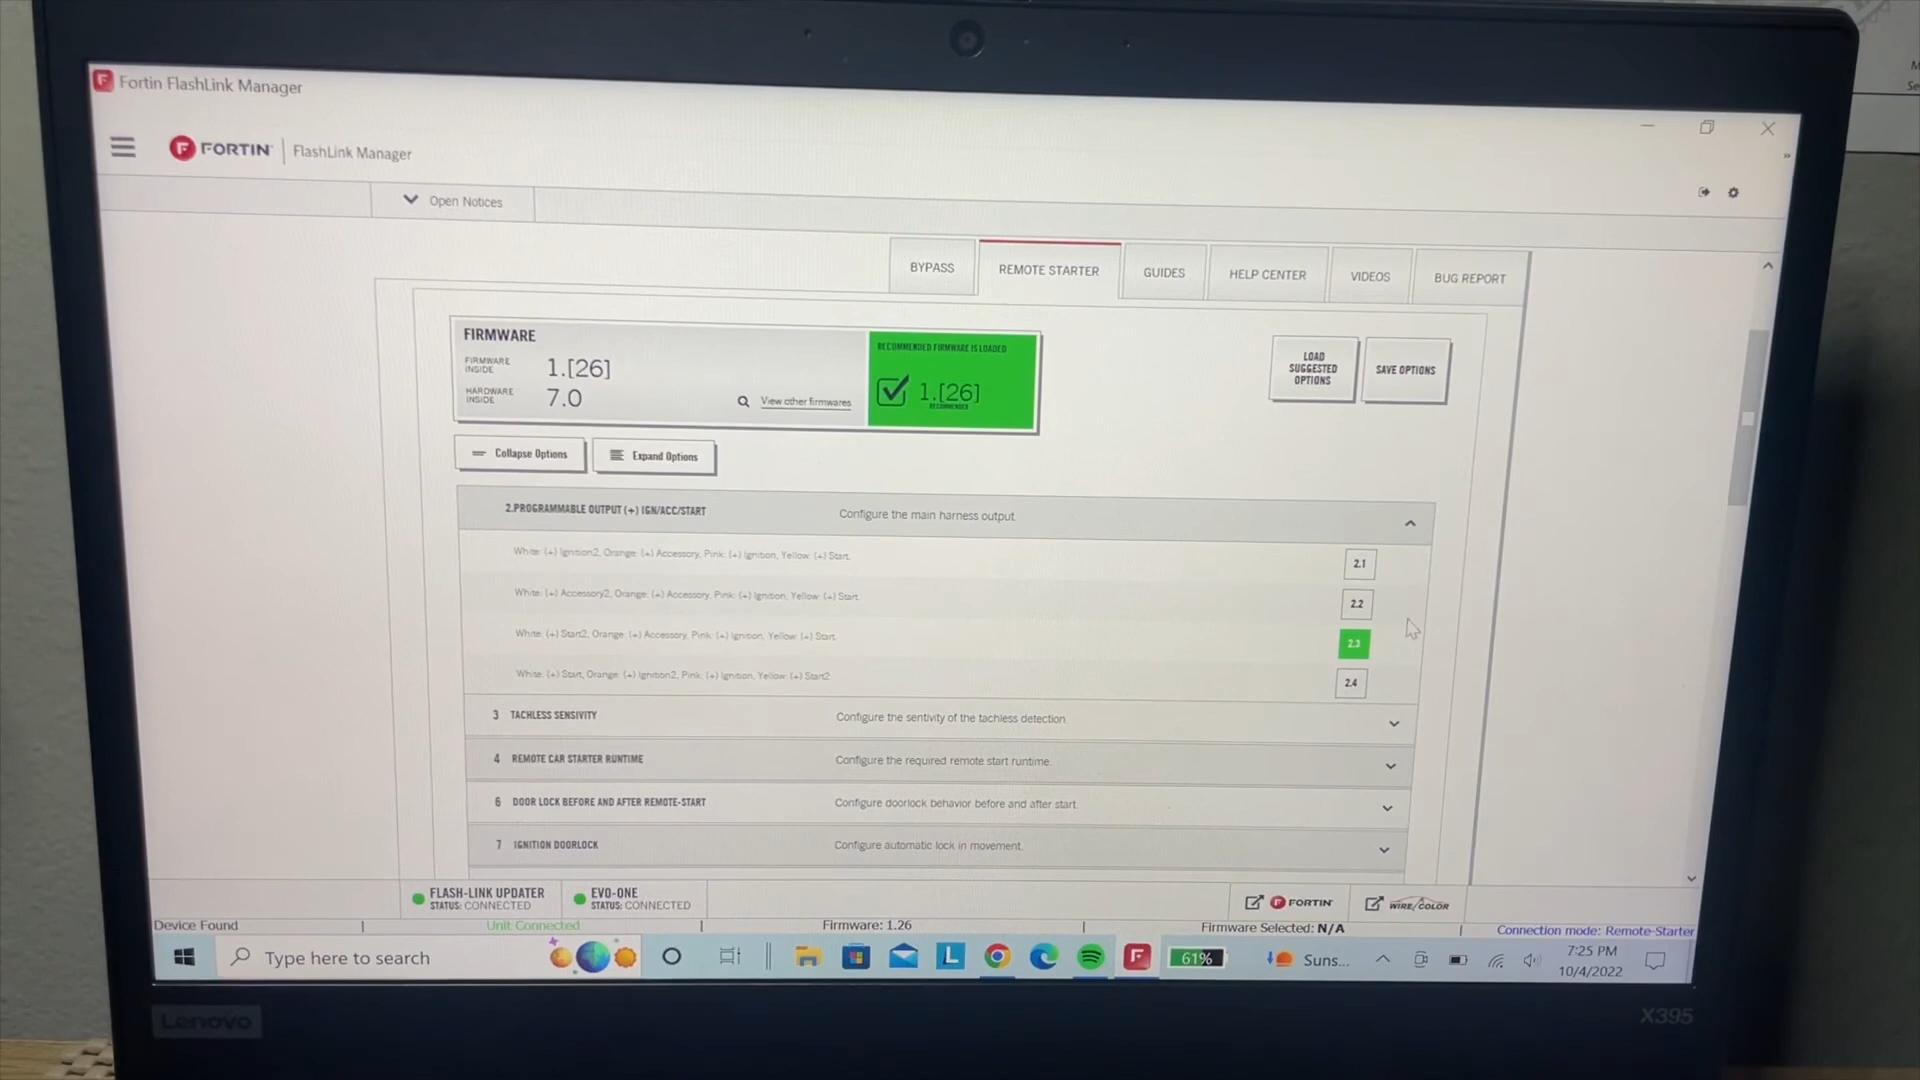 Fortin FlashLink Manager
FORTIN FlashLink Manager
Open Notices
BYPASS
REMOTE STARTER
GUIDES
HELP CENTER
VIDEOS
BUG REPORT
FIRMWARE
FIRMWARE INSIDE 1.[26]
HARDWARE INSIDE 7.0
View other firmwares
RECOMMENDED FIRMWARE IS LOADED
1.[26]
RECOMMENDED
LOAD SUGGESTED OPTIONS
SAVE OPTIONS
Collapse Options
Expand Options
2.PROGRAMMABLE OUTPUT (+) IGN/ACC/START Configure the main harness output.
White: (+) Ignition2, Orange: (+) Accessory, Pink: (+) Ignition, Yellow: (+) Start. 2.1
White: (+) Accessory2, Orange: (+) Accessory, Pink: (+) Ignition, Yellow: (+) Start. 2.2
White: (+) Start2, Orange: (+) Accessory, Pink: (+) Ignition, Yellow: (+) Start. 2.3
White: (+) Start, Orange: (+) Ignition2, Pink: (+) Ignition, Yellow: (+) Start2 2.4
3 TACHLESS SENSIVITY Configure the sentivity of the tachless detection.
4 REMOTE CAR STARTER RUNTIME Configure the required remote start runtime.
6 DOOR LOCK BEFORE AND AFTER REMOTE-START Configure doorlock behavior before and after start.
7 IGNITION DOORLOCK Configure automatic lock in movement.
FLASH-LINK UPDATER
STATUS: CONNECTED
EVO-ONE
STATUS: CONNECTED
FORTIN
WIRE/COLOR
Device Found
Unit Connected
Firmware: 1.26
Firmware Selected: N/A
Connection mode: Remote-Starter
Type here to search
61%
Suns...
7:25 PM
10/4/2022
Lenovo
X395